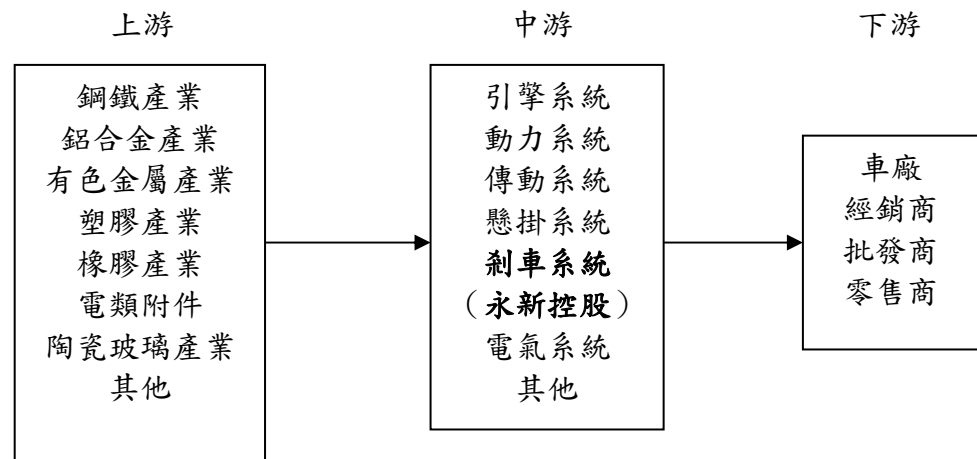 上游
中游
下游
鋼鐵產業
鋁合金產業
有色金屬產業
塑膠產業
橡膠產業
電類附件
陶瓷玻璃產業
其他
引擎系統
動力系統
傳動系統
懸掛系統
剎車系統
（永新控股）
電氣系統
其他
車廠
經銷商
批發商
零售商